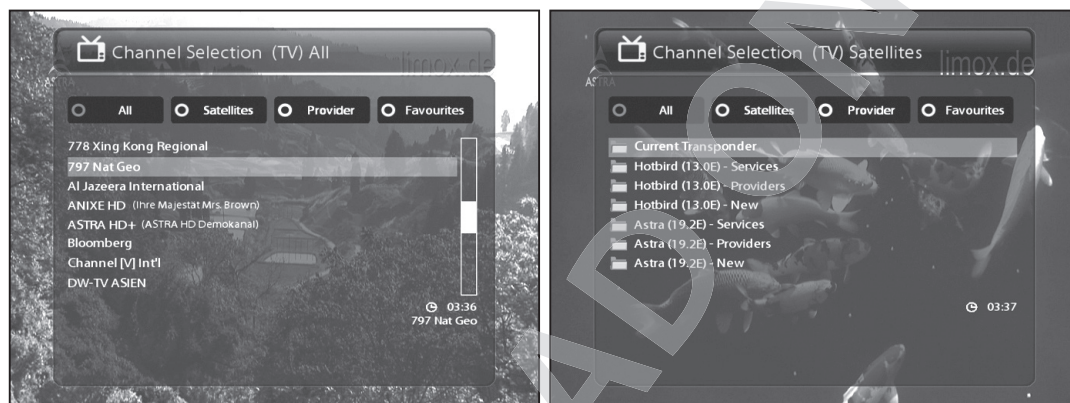 Channel Selection (TV) All
limox.de
ASTRA
All Satellites Provider Favourites
778 Xing Kong Regional
797 Nat Geo
Al Jazeera International
ANIXE HD (Ihre Majestat Mrs. Brown)
ASTRA HD+ (ASTRA HD Demokanal)
Bloomberg
Channel [V] Int'l
DW-TV ASIEN
03:36
797 Nat Geo
Channel Selection (TV) Satellites
limox.de
ASTRA
All Satellites Provider Favourites
Current Transponder
Hotbird (13.0E) - Services
Hotbird (13.0E) - Providers
Hotbird (13.0E) - New
Astra (19.2E) - Services
Astra (19.2E) - Providers
Astra (19.2E) - New
03:37